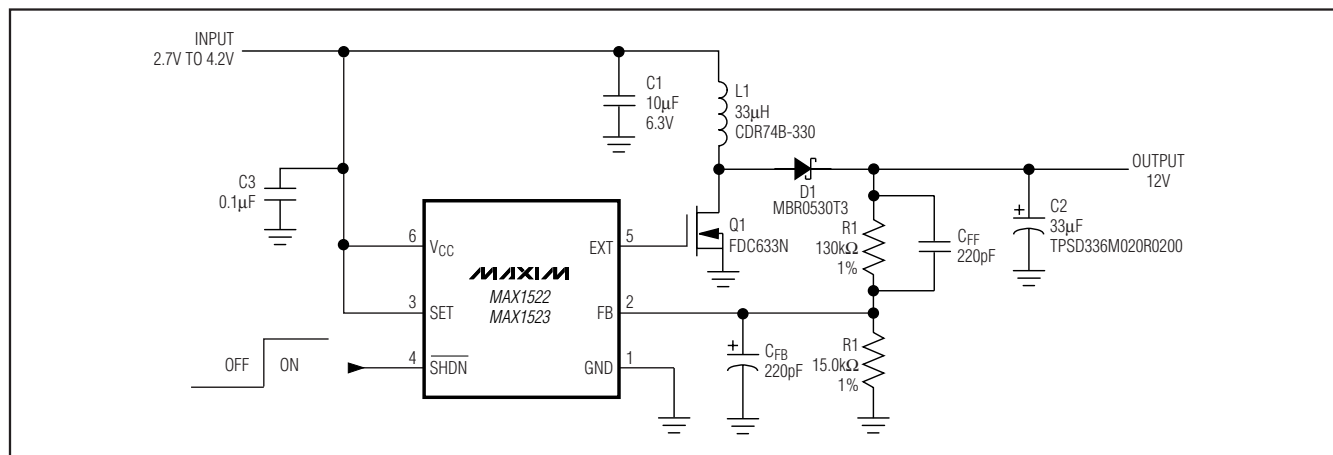 INPUT
2.7V TO 4.2V
C1
10µF
6.3V
L1
33µH
CDR74B-330
C3
0.1µF
D1
MBR0530T3
OUTPUT
12V
C2
33µF
TPSD336M020R0200
R1
130kΩ
1%
CFF
220pF
Q1
FDC633N
6
VCC
EXT
5
MAXIM
MAX1522
MAX1523
3
SET
FB
2
OFF
ON
4
SHDN
GND
1
CFB
220pF
R1
15.0kΩ
1%